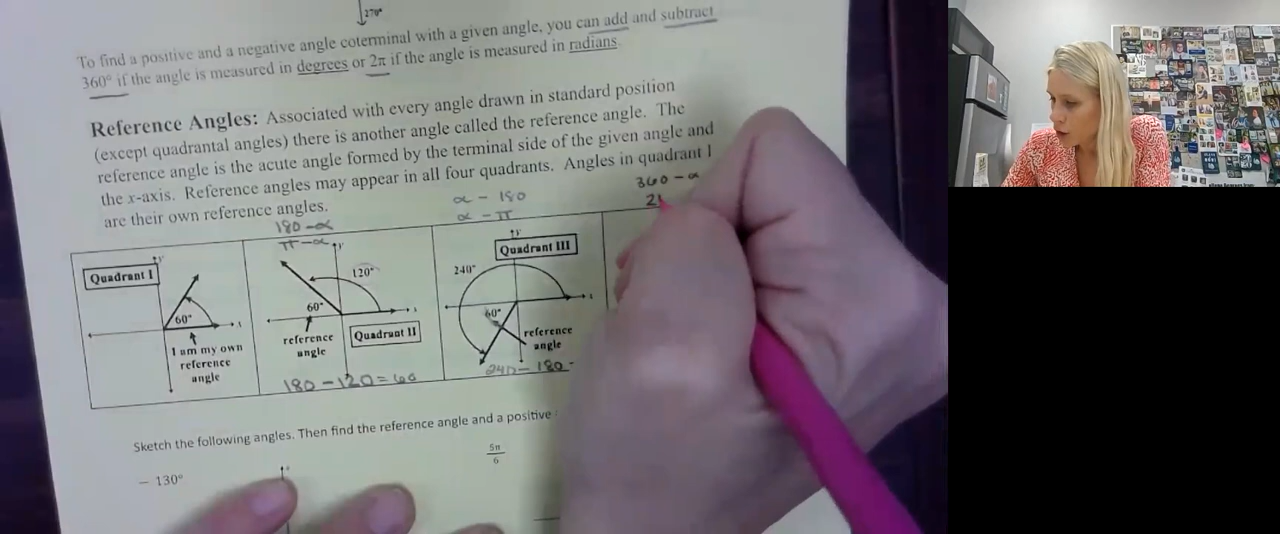 270°
To find a positive and a negative angle coterminal with a given angle, you can add and subtract
360° if the angle is measured in degrees or 2π if the angle is measured in radians.
Reference Angles: Associated with every angle drawn in standard position
(except quadrantal angles) there is another angle called the reference angle. The
reference angle is the acute angle formed by the terminal side of the given angle and
the x-axis. Reference angles may appear in all four quadrants. Angles in quadrant I
are their own reference angles.
180 - α
π - α
α - 180
α - π
360 - α
2
Quadrant I
y
60°
x
I am my own
reference
angle
y
120°
60°
x
reference
angle
Quadrant II
180 - 120 = 60
y
Quadrant III
240°
x
60°
reference
angle
240 - 180
Sketch the following angles. Then find the reference angle and a positive
- 130°
5π
6